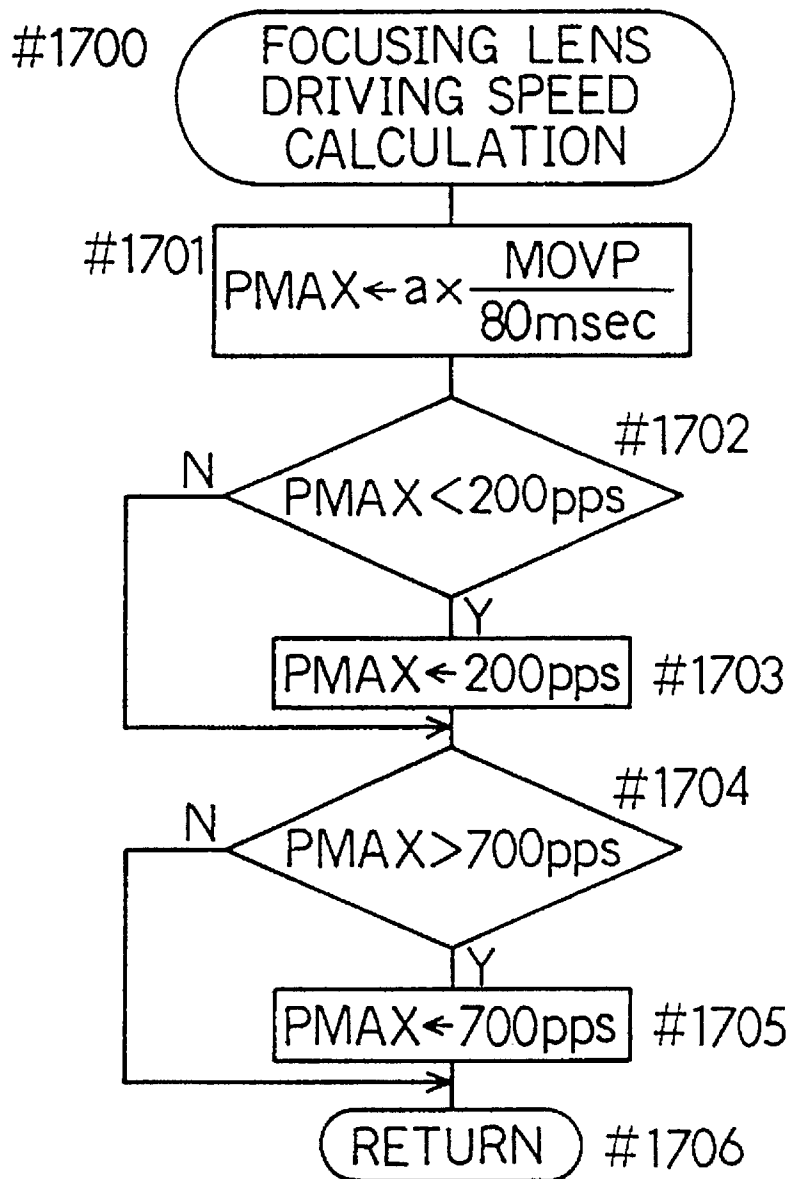 #1700
FOCUSING LENS
DRIVING SPEED
CALCULATION
#1701
PMAX←a×MOVP/80msec
#1702
N
PMAX<200pps
Y
PMAX←200pps
#1703
#1704
N
PMAX>700pps
Y
PMAX←700pps
#1705
RETURN
#1706